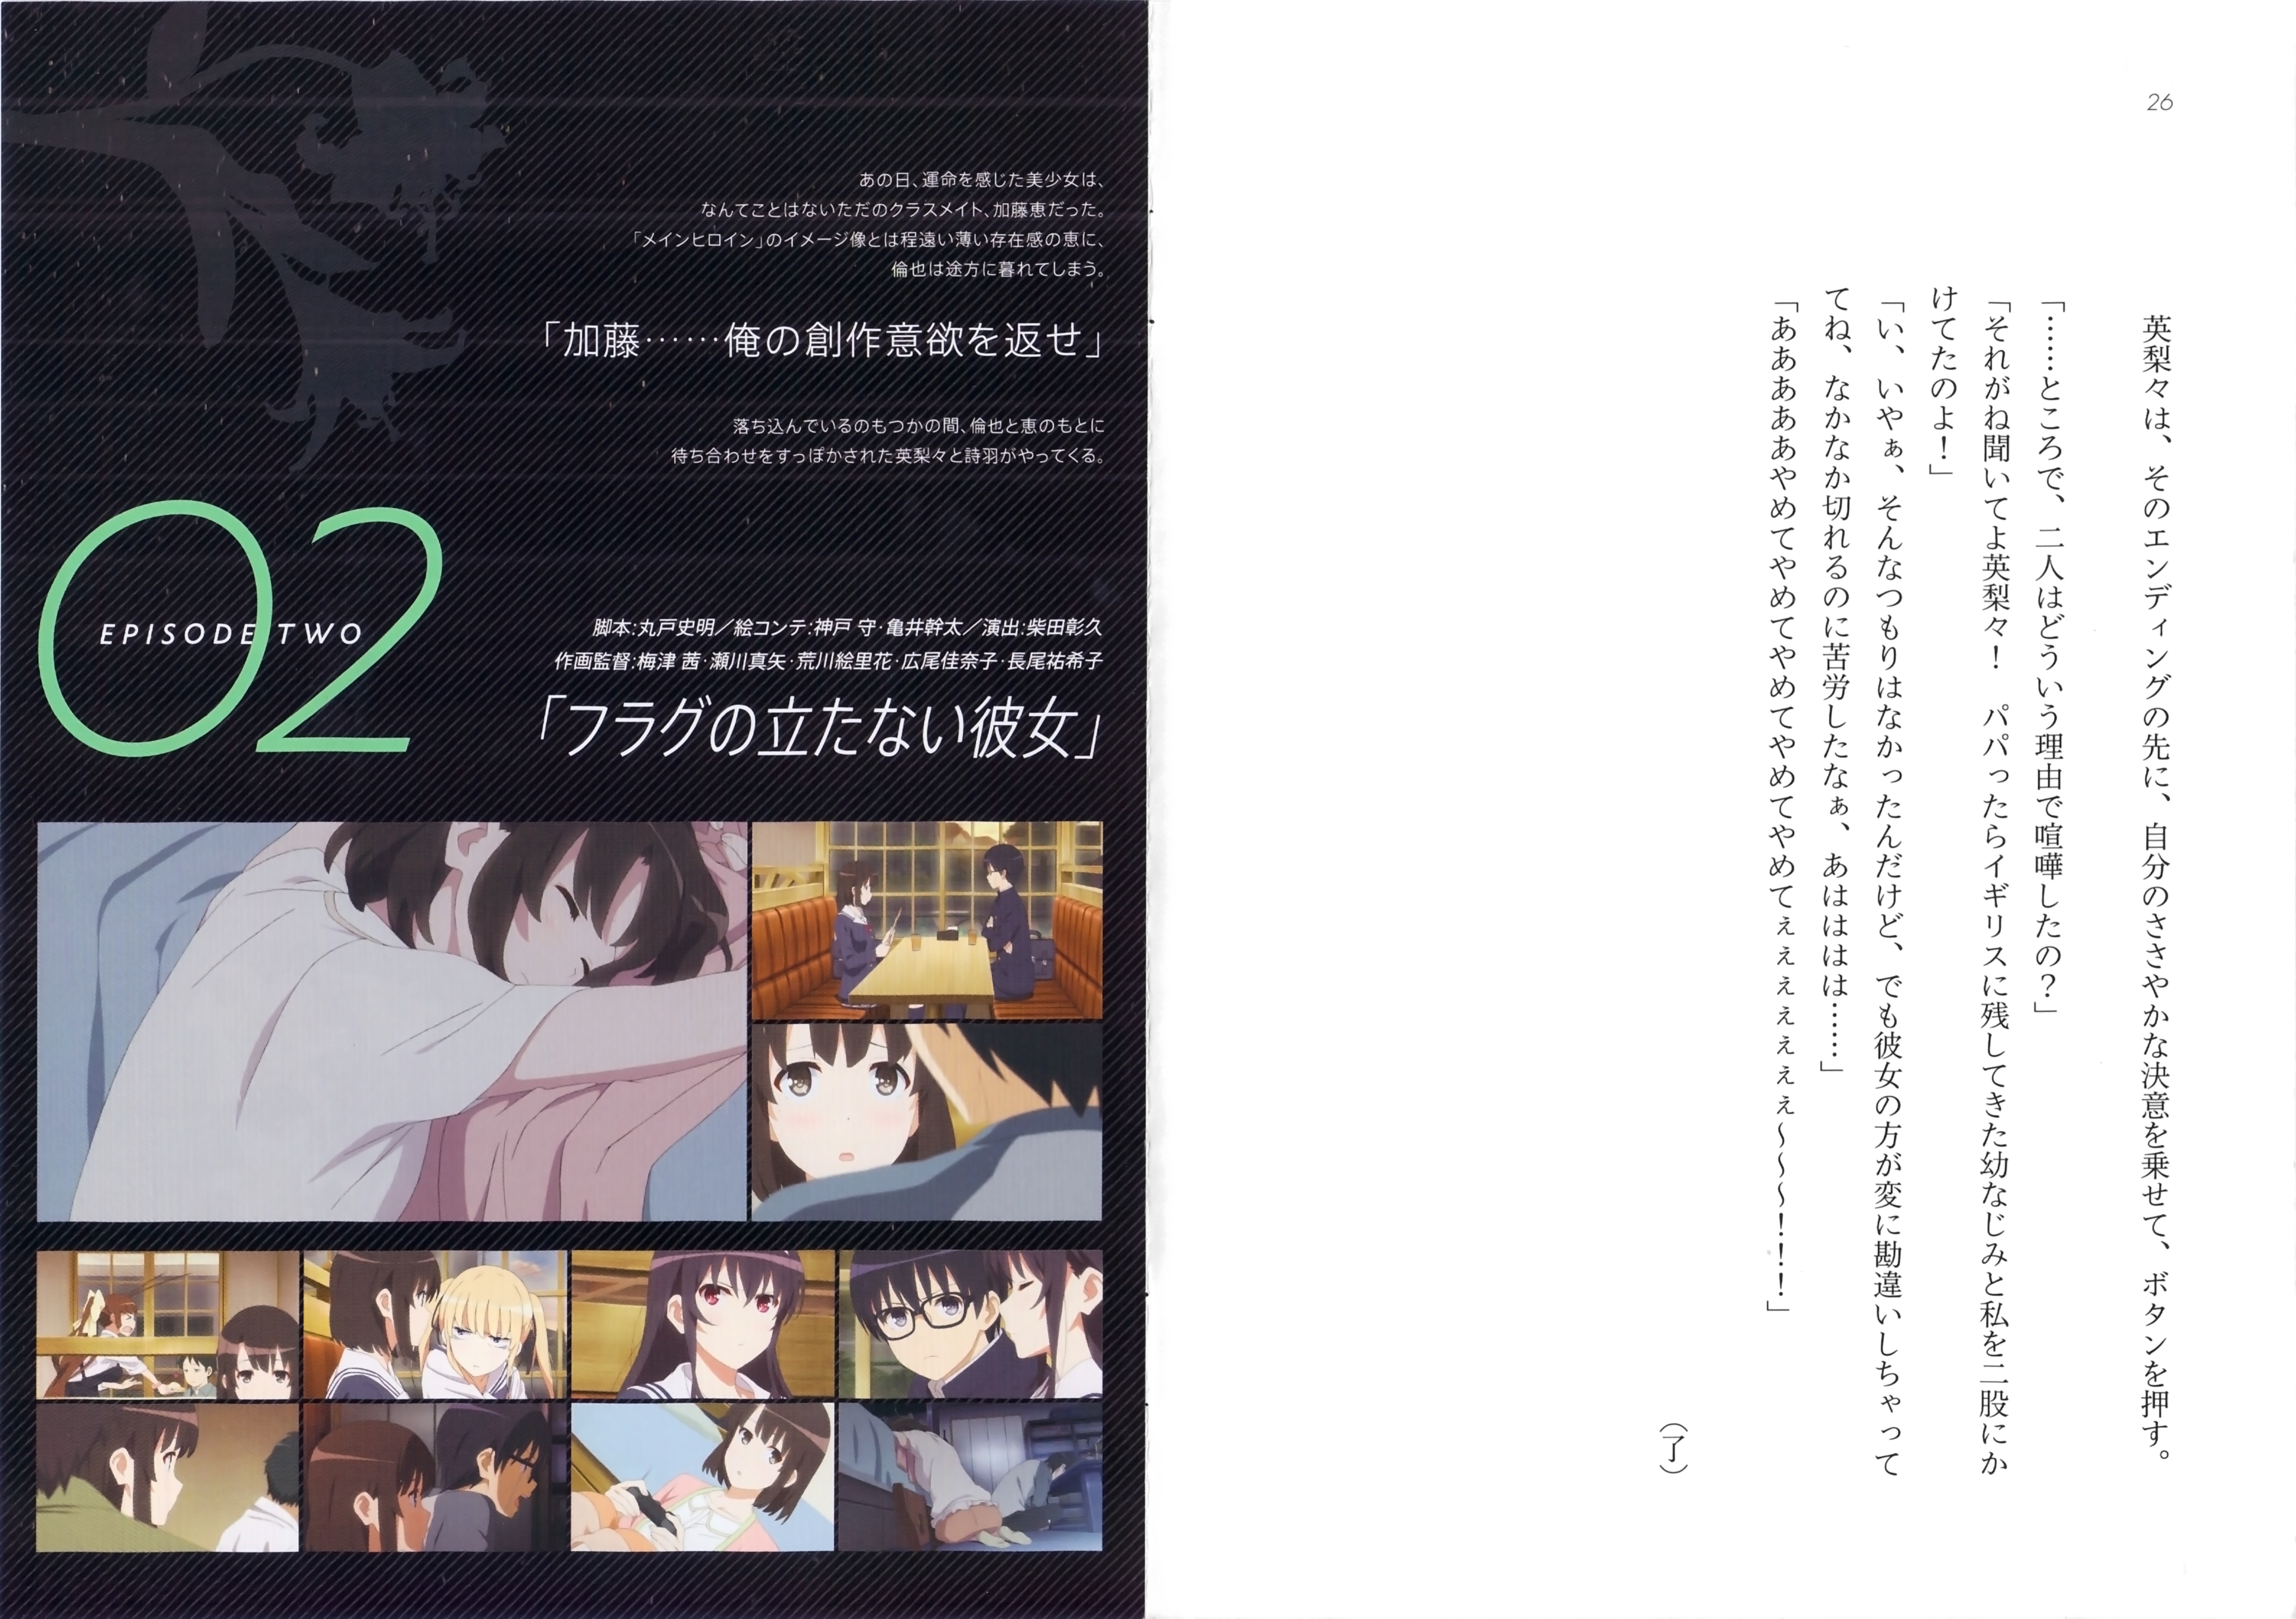 26
英梨々は、そのエンディングの先に、自分のささやかな決意を乗せて、ボタンを押す。
「……ところで、二人はどういう理由で喧嘩したの？」
「それがね聞いてよ英梨々！　パパったらイギリスに残してきた幼なじみと私を二股にか
けてたのよ！」
「い、いやぁ、そんなつもりはなかったんだけど、でも彼女の方が変に勘違いしちゃって
てね、なかなか切れるのに苦労したなぁ、あはははは……」
「あああああやめてやめてやめてやめてやめてぇぇぇぇぇぇぇ～～～！！！」
（了）
あの日、運命を感じた美少女は、
なんてことはないただのクラスメイト、加藤恵だった。
「メインヒロイン」のイメージ像とは程遠い薄い存在感の恵に、
倫也は途方に暮れてしまう。
「加藤……俺の創作意欲を返せ」
落ち込んでいるのもつかの間、倫也と恵のもとに
待ち合わせをすっぽかされた英梨々と詩羽がやってくる。
02
EPISODE TWO
脚本:丸戸史明／絵コンテ:神戸 守・亀井幹太／演出:柴田彰久
作画監督:梅津 茜・瀬川真矢・荒川絵里花・広尾佳奈子・長尾祐希子
「フラグの立たない彼女」